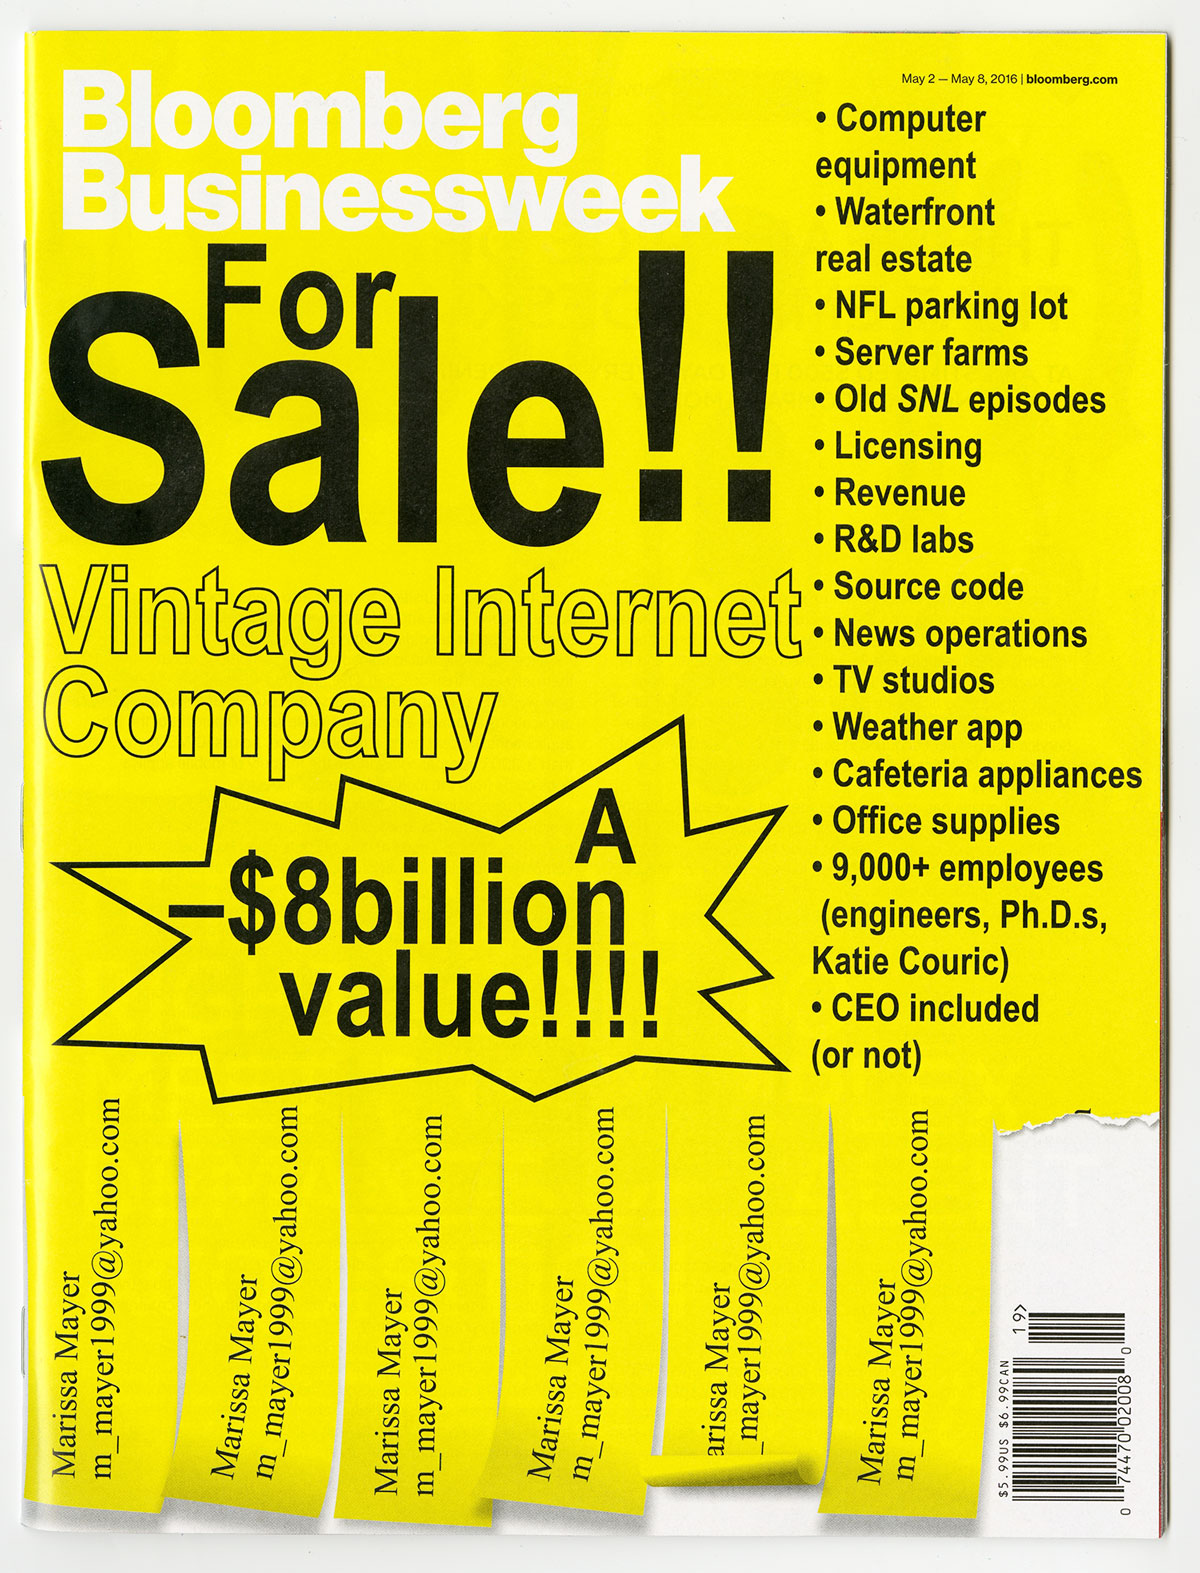 May 2 — May 8, 2016 | bloomberg.com
Bloomberg
Businessweek
For
Sale!!
Vintage Internet
Company
A
–$8billion
value!!!!
• Computer
equipment
• Waterfront
real estate
• NFL parking lot
• Server farms
• Old SNL episodes
• Licensing
• Revenue
• R&D labs
• Source code
• News operations
• TV studios
• Weather app
• Cafeteria appliances
• Office supplies
• 9,000+ employees
(engineers, Ph.D.s,
Katie Couric)
• CEO included
(or not)
Marissa Mayer
m_mayer1999@yahoo.com
Marissa Mayer
m_mayer1999@yahoo.com
Marissa Mayer
m_mayer1999@yahoo.com
Marissa Mayer
m_mayer1999@yahoo.com
arissa Mayer
m_mayer1999@yahoo.com
Marissa Mayer
m_mayer1999@yahoo.com
$5.99US $6.99CAN
19>
0 74470 02008 0